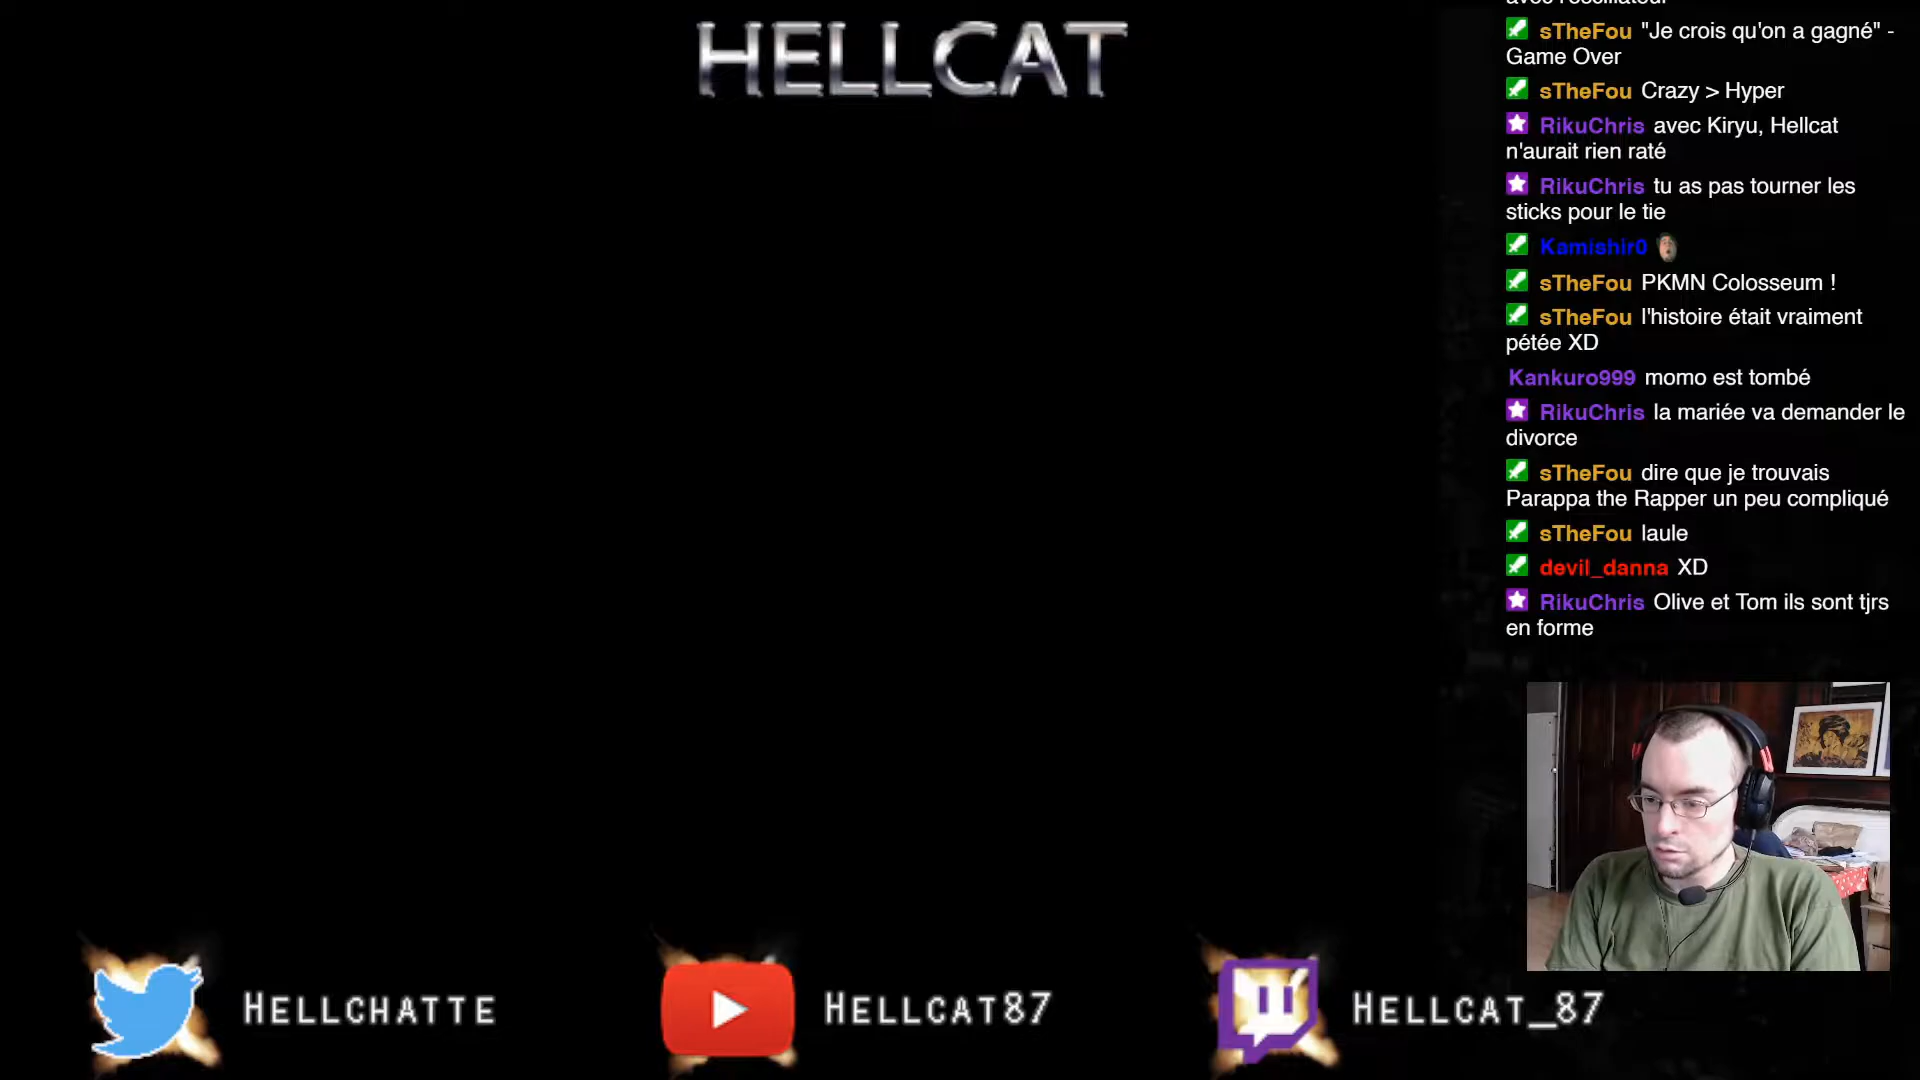 HELLCAT
sTheFou "Je crois qu'on a gagné" -
Game Over
sTheFou Crazy > Hyper
RikuChris avec Kiryu, Hellcat
n'aurait rien raté
RikuChris tu as pas tourner les
sticks pour le tie
Kamishir0
sTheFou PKMN Colosseum !
sTheFou l'histoire était vraiment
pétée XD
Kankuro999 momo est tombé
RikuChris la mariée va demander le
divorce
sTheFou dire que je trouvais
Parappa the Rapper un peu compliqué
sTheFou laule
devil_danna XD
RikuChris Olive et Tom ils sont tjrs
en forme
HELLCHATTE
HELLCAT87
HELLCAT_87